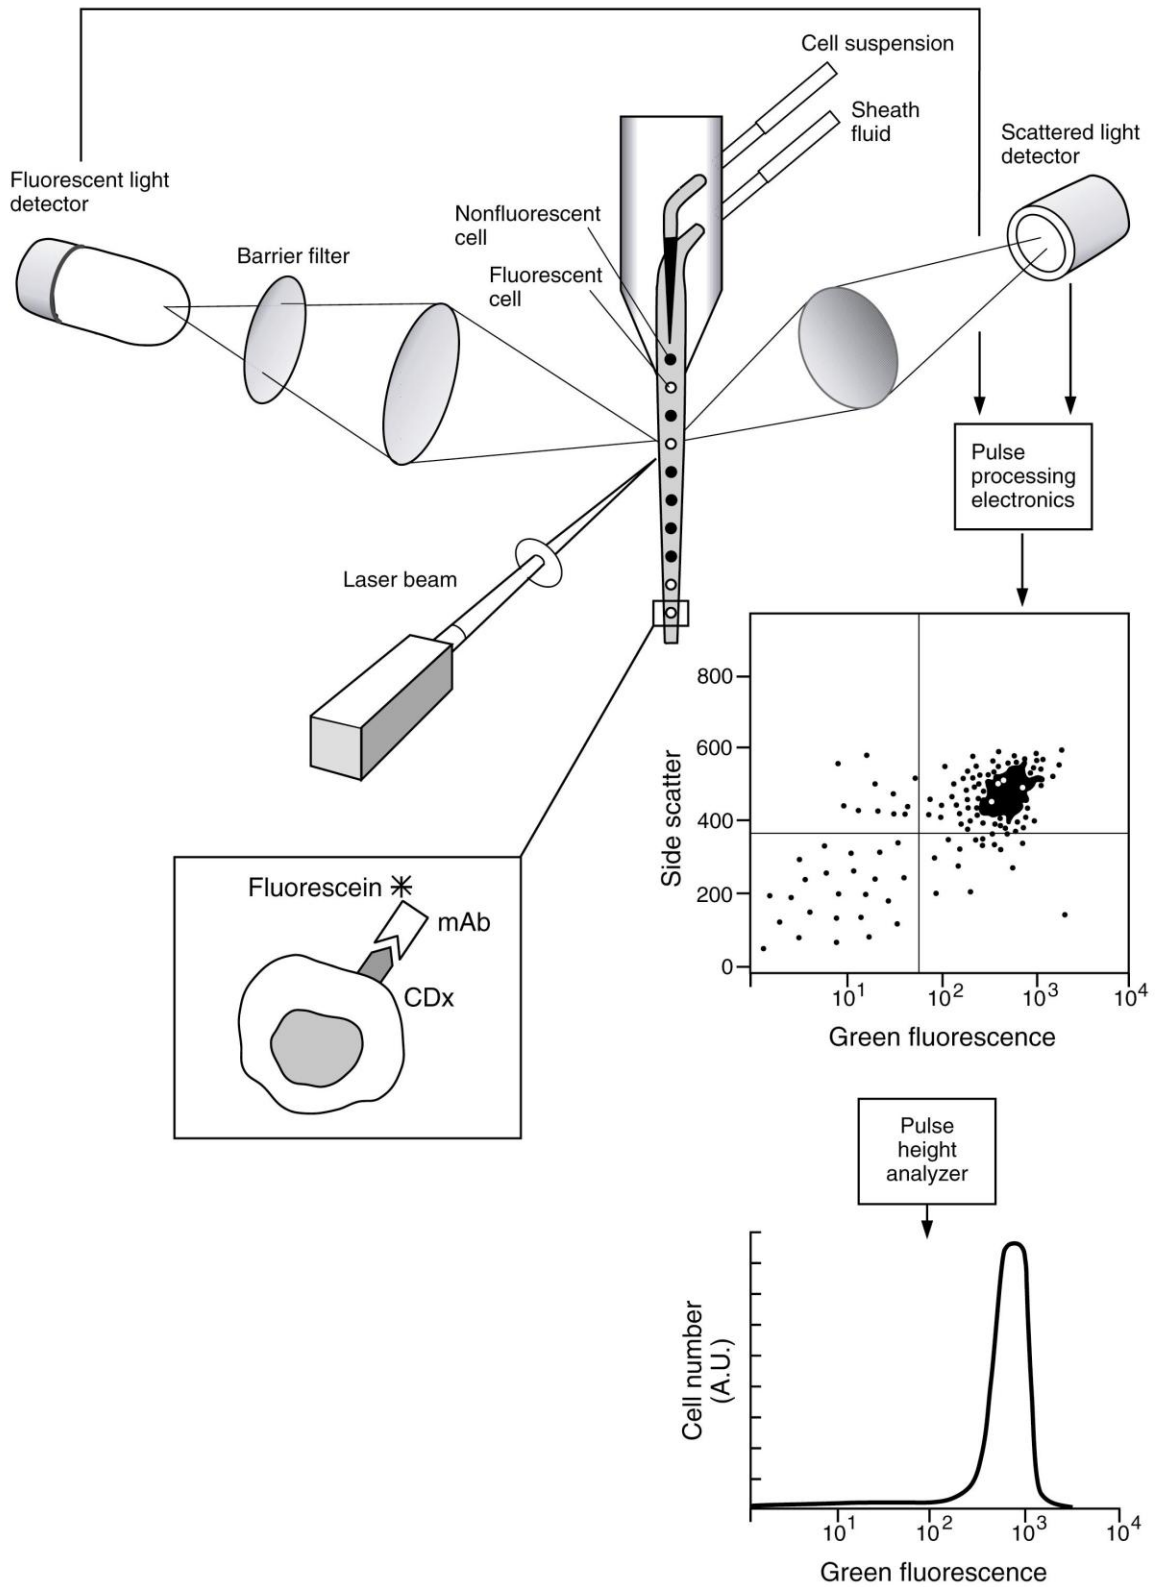 Cell suspension
Sheath
fluid
Scattered light
detector
Fluorescent light
detector
Nonfluorescent
cell
Barrier filter
Fluorescent
cell
Pulse
processing
electronics
Laser beam
800
600
400
200
0
Side scatter
10¹
10²
10³
10⁴
Green fluorescence
Fluorescein
mAb
CDx
Pulse
height
analyzer
Cell number
(A.U.)
10¹
10²
10³
10⁴
Green fluorescence